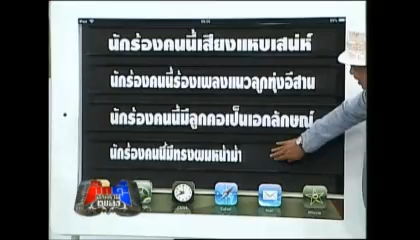 นักร้องคนนี้เสียงแหบเสน่ห์
นักร้องคนนี้ร้องเพลงแนวลูกทุ่งอีสาน
นักร้องคนนี้มีลูกคอเป็นเอกลักษณ์
นักร้องคนนี้มีทรงผมหน้าม้า